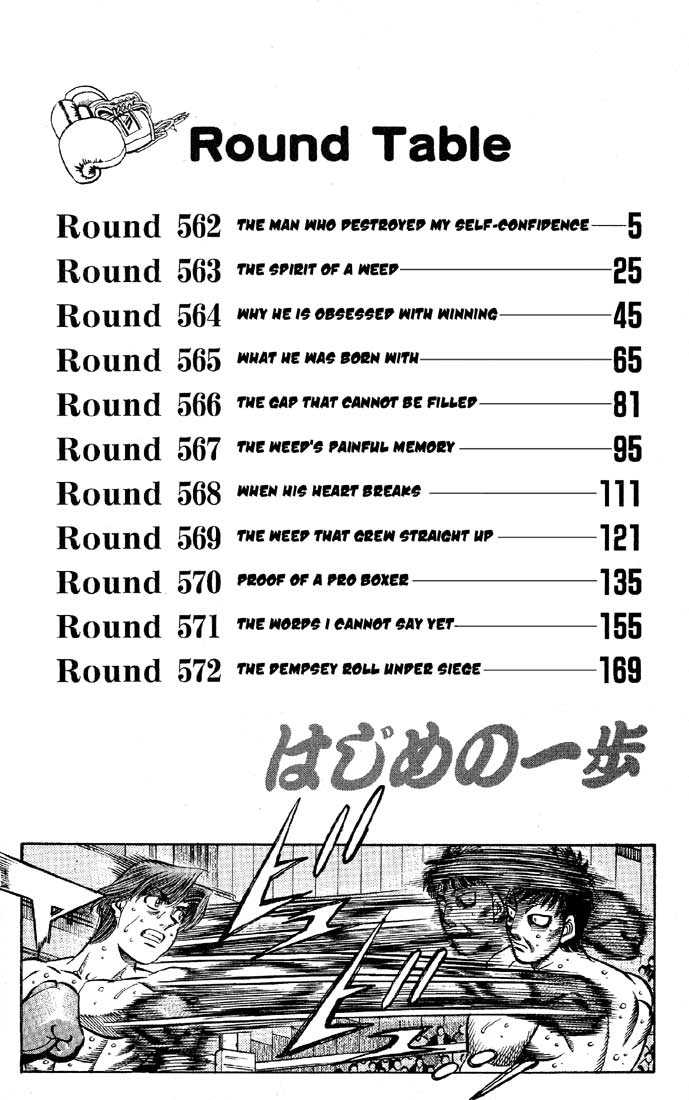 Round Table
Round 562 THE MAN WHO DESTROYED MY SELF-CONFIDENCE 5
Round 563 THE SPIRIT OF A WEED 25
Round 564 WHY HE IS OBSESSED WITH WINNING 45
Round 565 WHAT HE WAS BORN WITH 65
Round 566 THE GAP THAT CANNOT BE FILLED 81
Round 567 THE WEED'S PAINFUL MEMORY 95
Round 568 WHEN HIS HEART BREAKS 111
Round 569 THE WEED THAT GREW STRAIGHT UP 121
Round 570 PROOF OF A PRO BOXER 135
Round 571 THE WORDS I CANNOT SAY YET 155
Round 572 THE DEMPSEY ROLL UNDER SIEGE 169
はじめの一歩
ビュ
ビッ